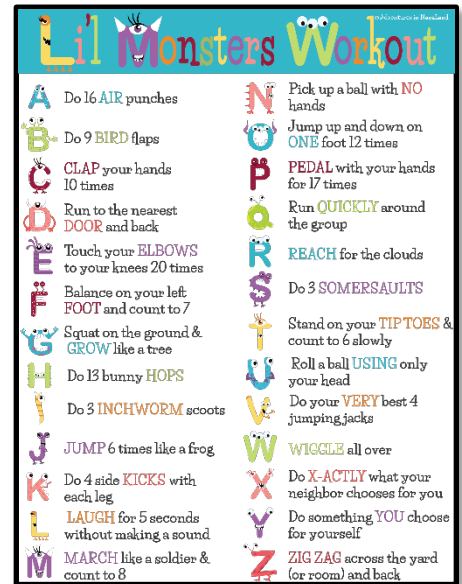 ©Adventures in NannaLand
Li'l Monsters Workout
A Do 16 AIR punches
B Do 9 BIRD flaps
C CLAP your hands
10 times
D Run to the nearest
DOOR and back
E Touch your ELBOWS
to your knees 20 times
F Balance on your left
FOOT and count to 7
G Squat on the ground &
GROW like a tree
H Do 13 bunny HOPS
I Do 3 INCHWORM scoots
J JUMP 6 times like a frog
K Do 4 side KICKS with
each leg
L LAUGH for 5 seconds
without making a sound
M MARCH like a soldier &
count to 8
N Pick up a ball with NO
hands
O Jump up and down on
ONE foot 12 times
P PEDAL with your hands
for 17 times
Q Run QUICKLY around
the group
R REACH for the clouds
S Do 3 SOMERSAULTS
T Stand on your TIPTOES &
count to 6 slowly
U Roll a ball USING only
your head
V Do your VERY best 4
jumping jacks
W WIGGLE all over
X Do X-ACTLY what your
neighbor chooses for you
Y Do something YOU choose
for yourself
Z ZIG ZAG across the yard
(or room) and back